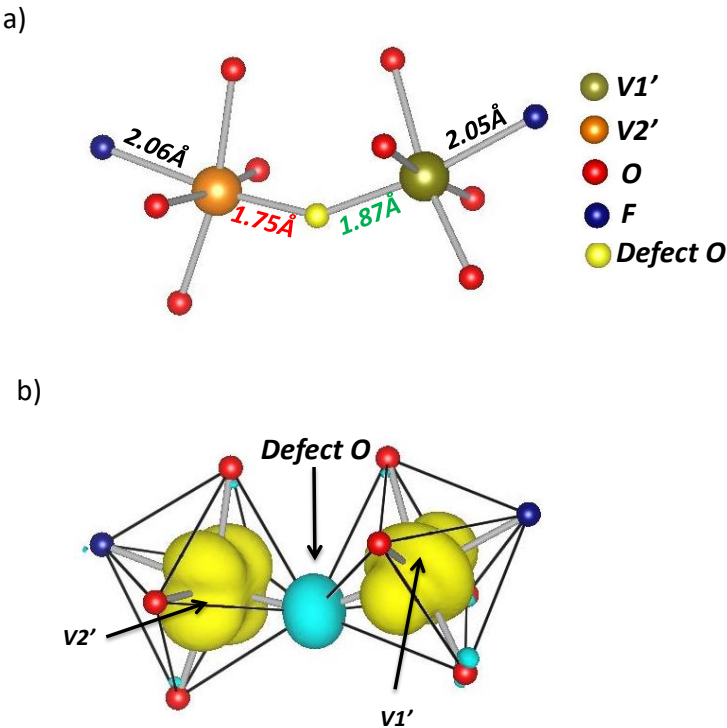 a)
2.06Å
1.75Å
1.87Å
2.05Å
V1’
V2’
O
F
Defect O
b)
Defect O
V2’
V1’